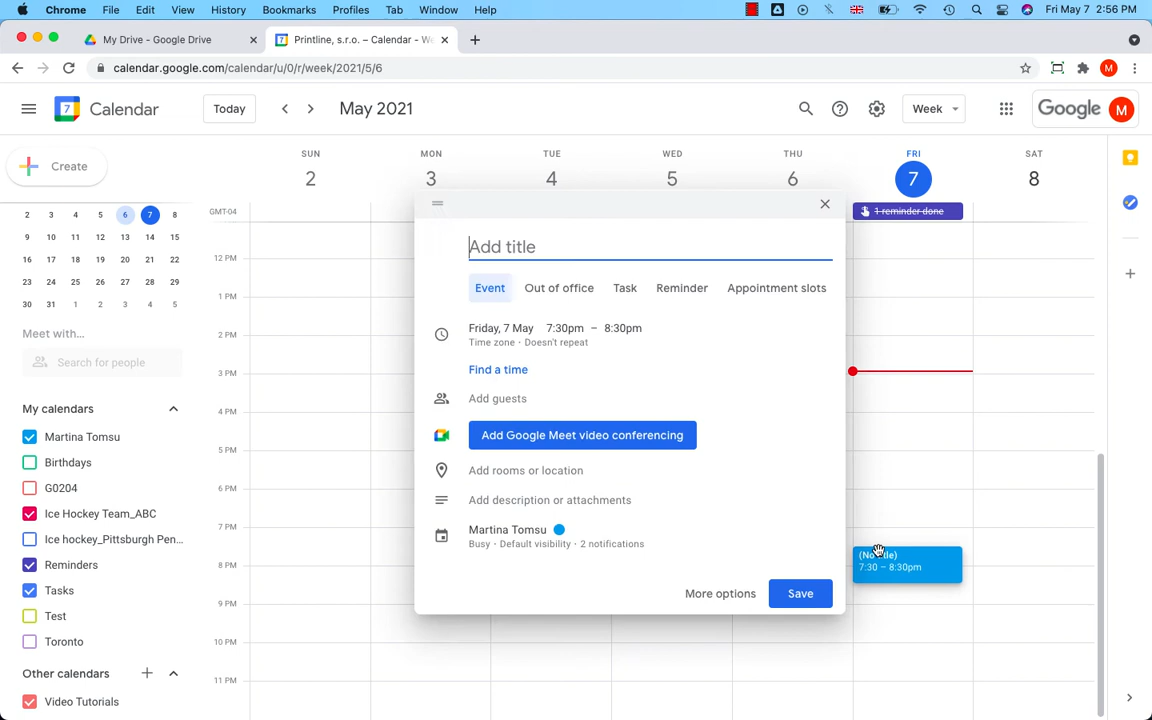 Chrome File Edit View History Bookmarks Profiles Tab Window Help Fri May 7 2:56 PM
My Drive - Google Drive
Printline, s.r.o. – Calendar - We
calendar.google.com/calendar/u/0/r/week/2021/5/6
M
7 Calendar Today May 2021 Week Google M
Create
SUN MON TUE WED THU FRI SAT
2 3 4 5 6 7 8
GMT-04
1 reminder done
2 3 4 5 6 7 8
9 10 11 12 13 14 15
16 17 18 19 20 21 22
23 24 25 26 27 28 29
30 31 1 2 3 4 5
Meet with...
Search for people
My calendars
Martina Tomsu
Birthdays
G0204
Ice Hockey Team_ABC
Ice hockey_Pittsburgh Pen...
Reminders
Tasks
Test
Toronto
Other calendars
Video Tutorials
12 PM
1 PM
2 PM
3 PM
4 PM
5 PM
6 PM
7 PM
8 PM
9 PM
10 PM
11 PM
Add title
Event Out of office Task Reminder Appointment slots
Friday, 7 May 7:30pm – 8:30pm
Time zone · Doesn't repeat
Find a time
Add guests
Add Google Meet video conferencing
Add rooms or location
Add description or attachments
Martina Tomsu
Busy · Default visibility · 2 notifications
More options Save
7:30 – 8:30pm